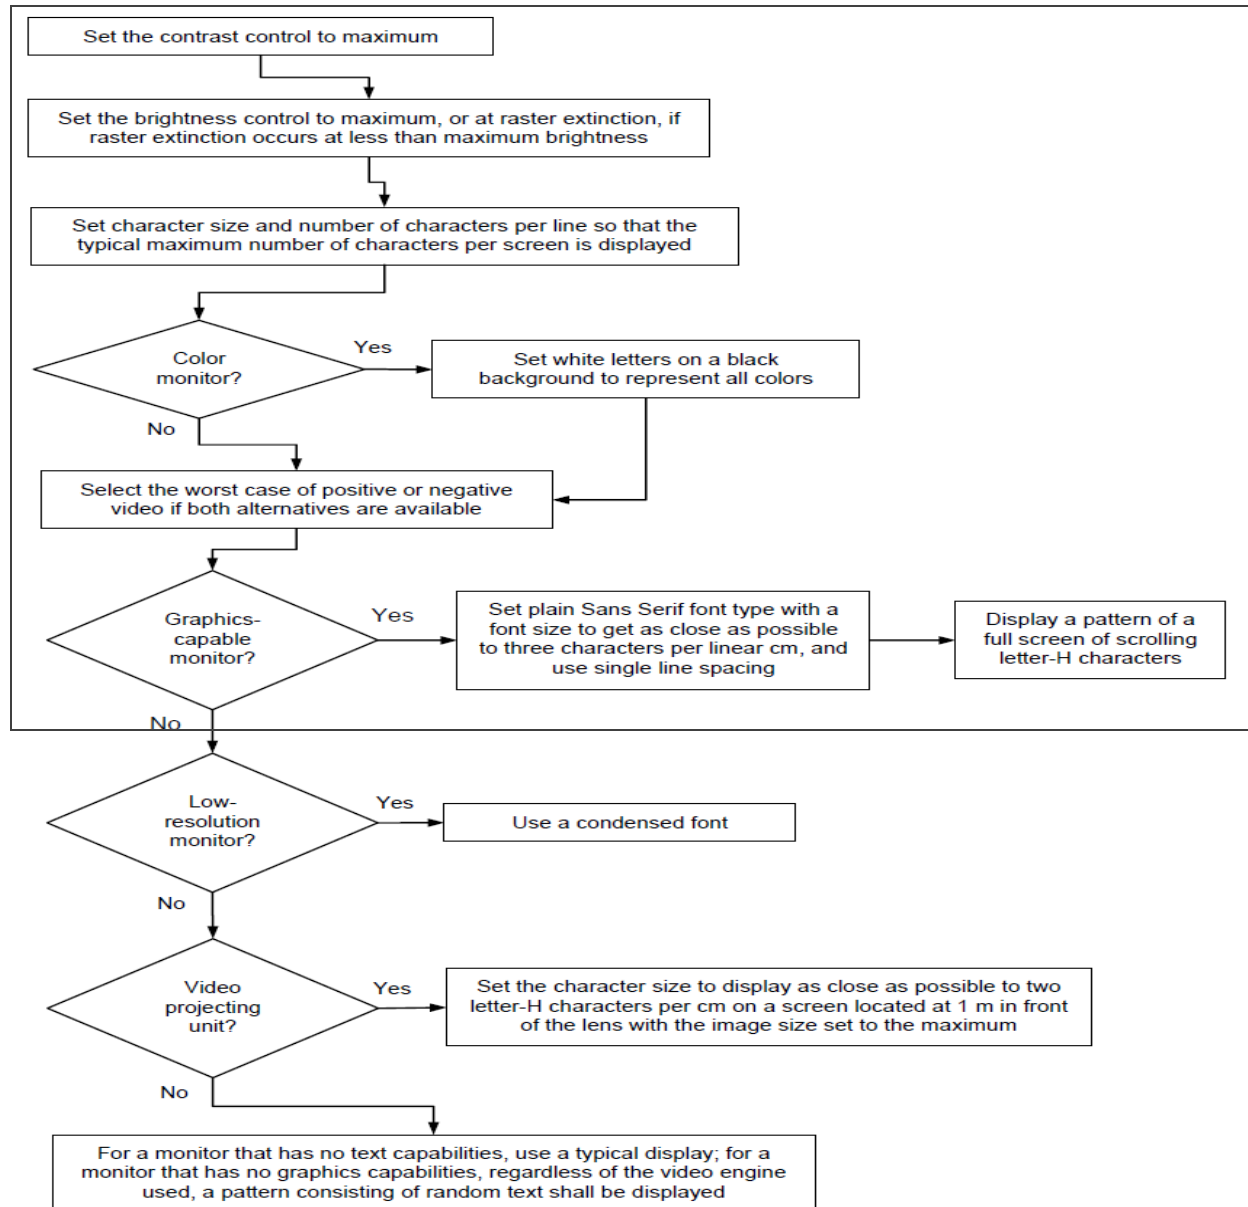 Set the contrast control to maximum
Set the brightness control to maximum, or at raster extinction, if
raster extinction occurs at less than maximum brightness
Set character size and number of characters per line so that the
typical maximum number of characters per screen is displayed
Color
monitor?
Yes
Set white letters on a black
background to represent all colors
No
Select the worst case of positive or negative
video if both alternatives are available
Graphics-
capable
monitor?
Yes
Set plain Sans Serif font type with a
font size to get as close as possible
to three characters per linear cm, and
use single line spacing
Display a pattern of a
full screen of scrolling
letter-H characters
No
Low-
resolution
monitor?
Yes
Use a condensed font
No
Video
projecting
unit?
Yes
Set the character size to display as close as possible to two
letter-H characters per cm on a screen located at 1 m in front
of the lens with the image size set to the maximum
No
For a monitor that has no text capabilities, use a typical display; for
a monitor that has no graphics capabilities, regardless of the video engine
used, a pattern consisting of random text shall be displayed